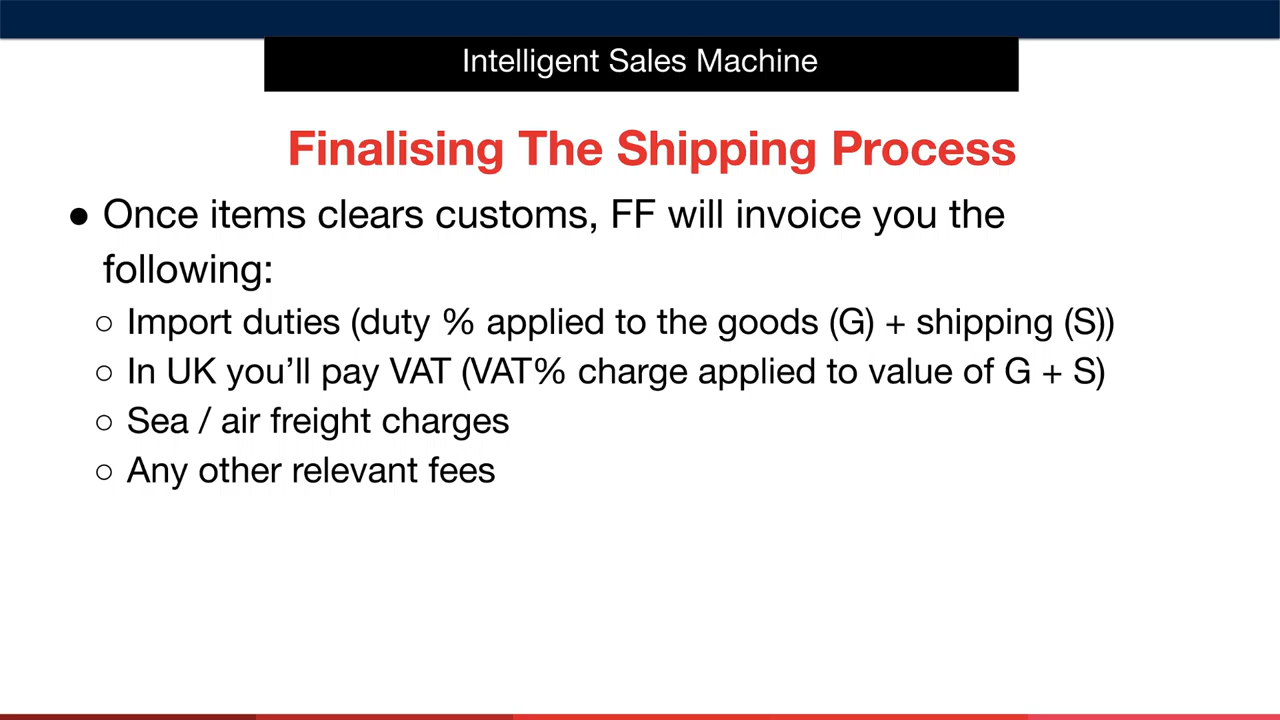 Intelligent Sales Machine
Finalising The Shipping Process
● Once items clears customs, FF will invoice you the
following:
○ Import duties (duty % applied to the goods (G) + shipping (S))
○ In UK you’ll pay VAT (VAT% charge applied to value of G + S)
○ Sea / air freight charges
○ Any other relevant fees